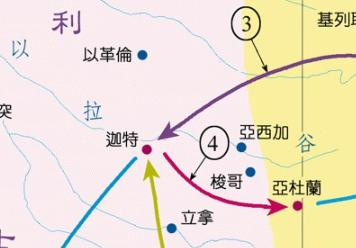 利
③
基列耶
以
以革倫
拉
突
迦特
④
亞西加
谷
梭哥
亞杜蘭
立拿